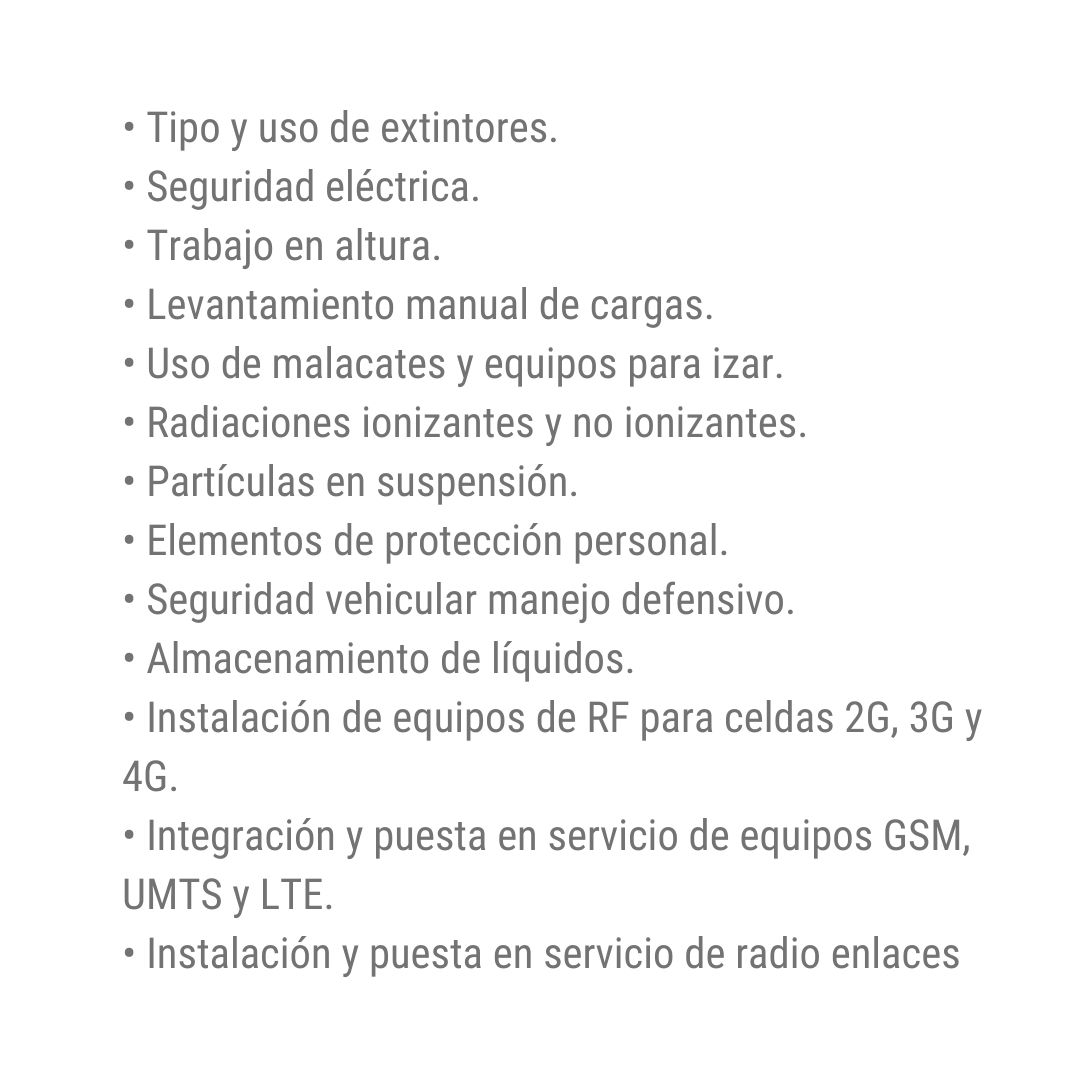 • Tipo y uso de extintores.
• Seguridad eléctrica.
• Trabajo en altura.
• Levantamiento manual de cargas.
• Uso de malacates y equipos para izar.
• Radiaciones ionizantes y no ionizantes.
• Partículas en suspensión.
• Elementos de protección personal.
• Seguridad vehicular manejo defensivo.
• Almacenamiento de líquidos.
• Instalación de equipos de RF para celdas 2G, 3G y
4G.
• Integración y puesta en servicio de equipos GSM,
UMTS y LTE.
• Instalación y puesta en servicio de radio enlaces